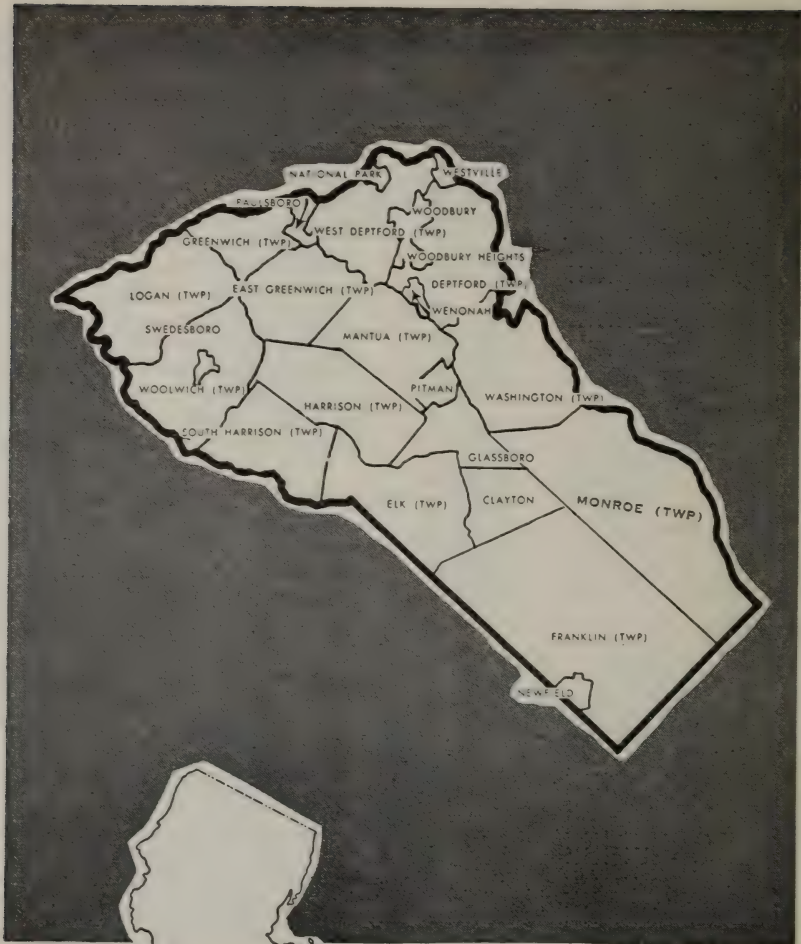 NATIONAL PARK
WESTVILLE
PAULSBORO
WOODBURY
WEST DEPTFORD (TWP)
GREENWICH (TWP)
WOODBURY HEIGHTS
DEPTFORD (TWP)
EAST GREENWICH (TWP)
LOGAN (TWP)
WENONAH
SWEDESBORO
MANTUA (TWP)
WOOLWICH (TWP)
PITMAN
WASHINGTON (TWP)
HARRISON (TWP)
SOUTH HARRISON (TWP)
GLASSBORO
ELK (TWP)
CLAYTON
MONROE (TWP)
FRANKLIN (TWP)
NEWFIELD